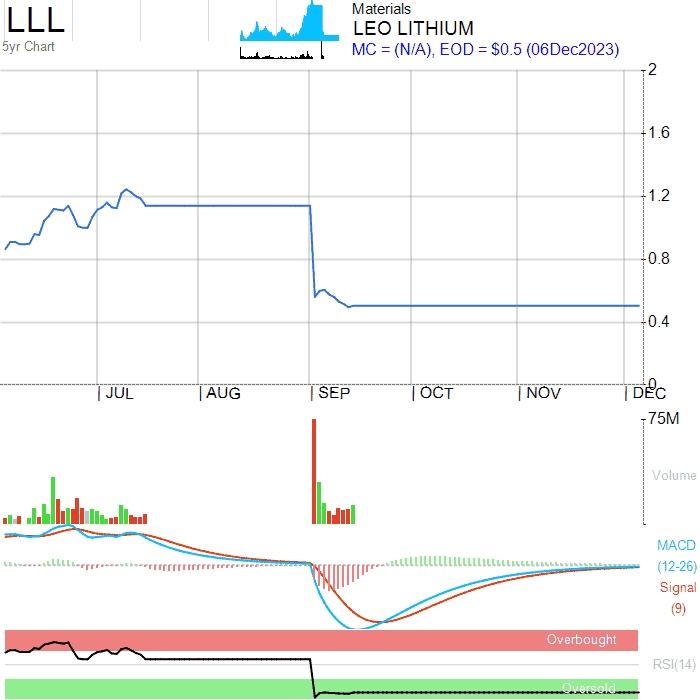 LLL
5yr Chart
Materials
LEO LITHIUM
MC = (N/A), EOD = $0.5 (06Dec2023)
2
1.6
1.2
0.8
0.4
0
| JUL | AUG | SEP | OCT | NOV | DEC
75M
Volume
MACD
(12-26)
Signal
(9)
Overbought
RSI(14)
Oversold